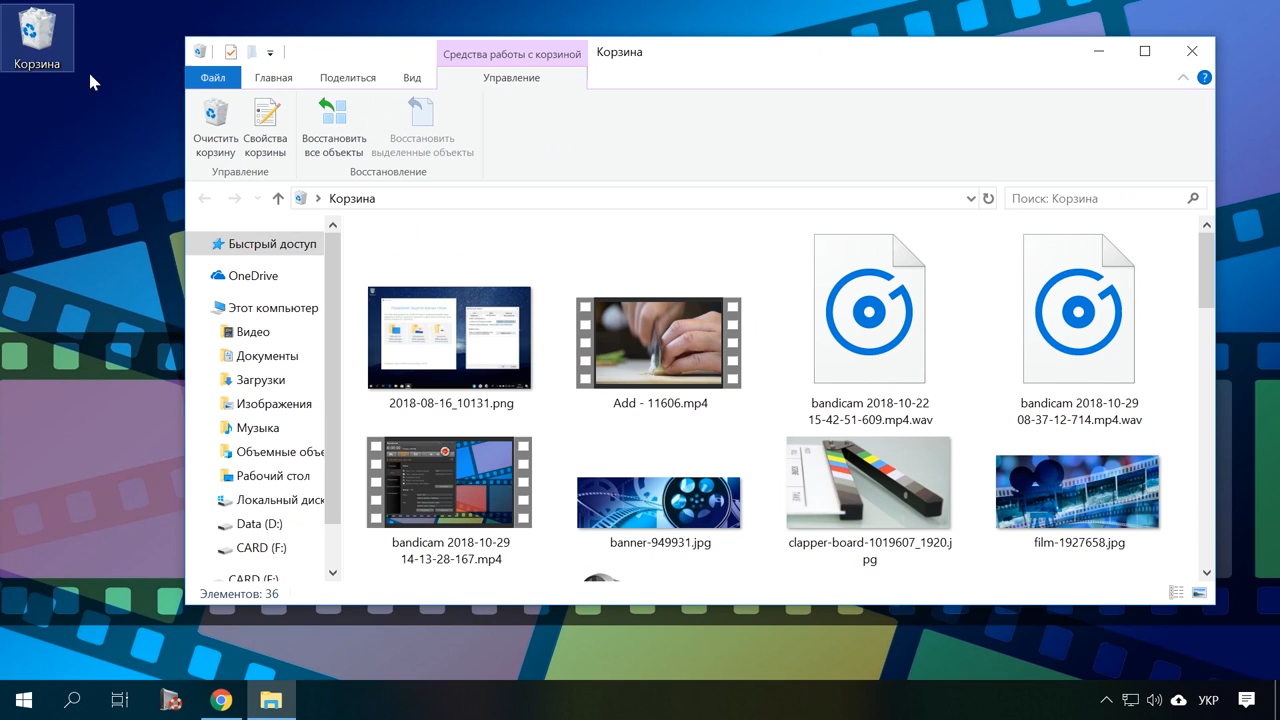 Корзина
Средства работы с корзиной
Корзина
Файл
Главная
Поделиться
Вид
Управление
Очистить
корзину
Свойства
корзины
Восстановить
все объекты
Восстановить
выделенные объекты
Управление
Восстановление
Корзина
Поиск: Корзина
Быстрый доступ
OneDrive
Этот компьютер
Видео
Документы
Загрузки
Изображения
Музыка
Объемные объе
Рабочий стол
Локальный диск
Data (D:)
CARD (F:)
CARD (F:)
2018-08-16_10131.png
Add - 11606.mp4
bandicam 2018-10-22
15-42-51-609.mp4.wav
bandicam 2018-10-29
08-37-12-714.mp4.wav
bandicam 2018-10-29
14-13-28-167.mp4
banner-949931.jpg
clapper-board-1019607_1920.j
pg
film-1927658.jpg
Элементов: 36
УКР